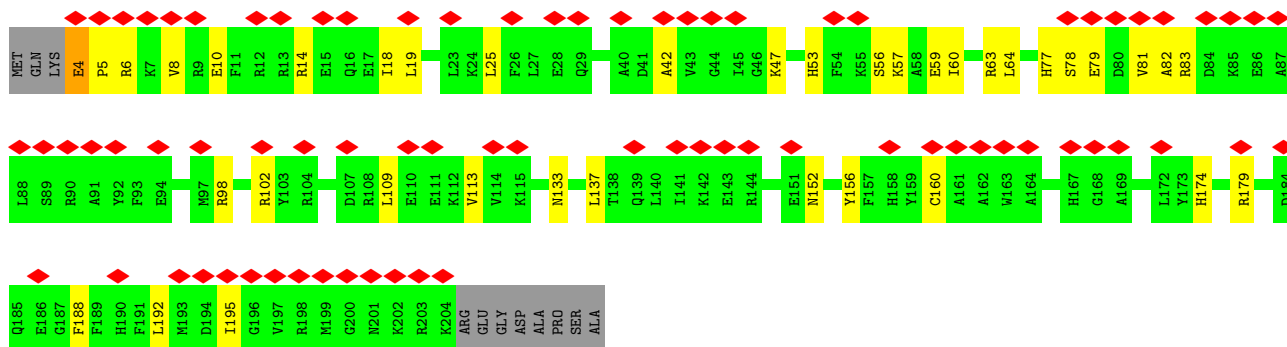 MET GLN LYS E4 P5 R6 K7 V8 R9 E10 F11 R12 R13 R14 E15 Q16 E17 I18 L19 L23 K24 L25 F26 L27 E28 Q29 A40 D41 A42 V43 G44 I45 G46 K47 H53 F54 K55 S56 K57 A58 E59 I60 R63 L64 H77 S78 E79 D80 V81 A82 R83 D84 K85 E86 A87
L88 S89 R90 A91 Y92 F93 E94 M97 R98 R102 Y103 R104 D107 R108 L109 E110 E111 K112 V113 V114 K115 N133 L137 T138 Q139 L140 I141 K142 E143 R144 E151 N152 Y156 F157 H158 Y159 C160 A161 A162 W163 A164 H167 G168 A169 L172 Y173 H174 R179 D184
Q185 E186 G187 F188 F189 H190 F191 L192 M193 D194 I195 G196 V197 R198 M199 G200 N201 K202 R203 K204 ARG GLU GLY ASP ALA PRO SER ALA